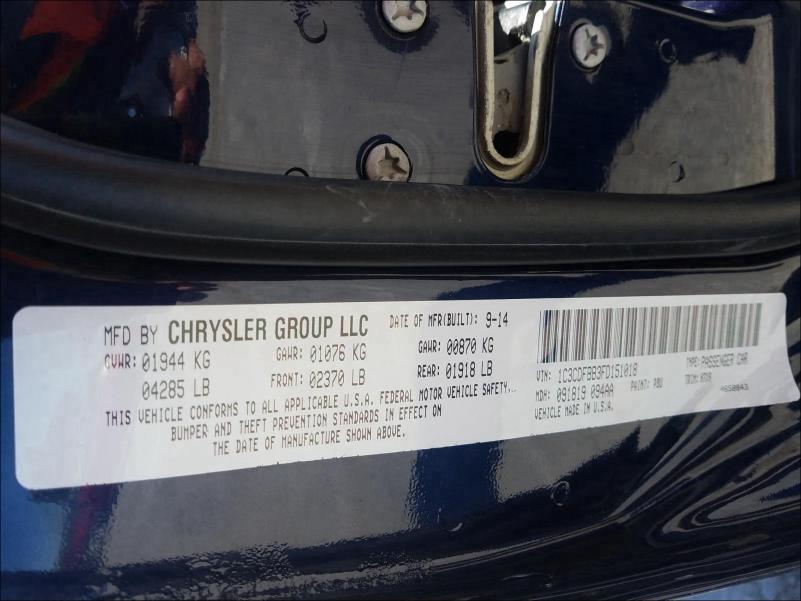 MFD BY CHRYSLER GROUP LLC DATE OF MFR(BUILT): 9-14
GVWR: 01944 KG GAWR: 01076 KG GAWR: 00870 KG
04285 LB FRONT: 02370 LB REAR: 01918 LB
THIS VEHICLE CONFORMS TO ALL APPLICABLE U.S.A. FEDERAL MOTOR VEHICLE SAFETY,
BUMPER AND THEFT PREVENTION STANDARDS IN EFFECT ON
THE DATE OF MANUFACTURE SHOWN ABOVE.
VIN: 1C3CDFBB3FD151018 TYPE: PASSENGER CAR
MDH: 091819 094AA PAINT: PBU TRIM:
VEHICLE MADE IN U.S.A.